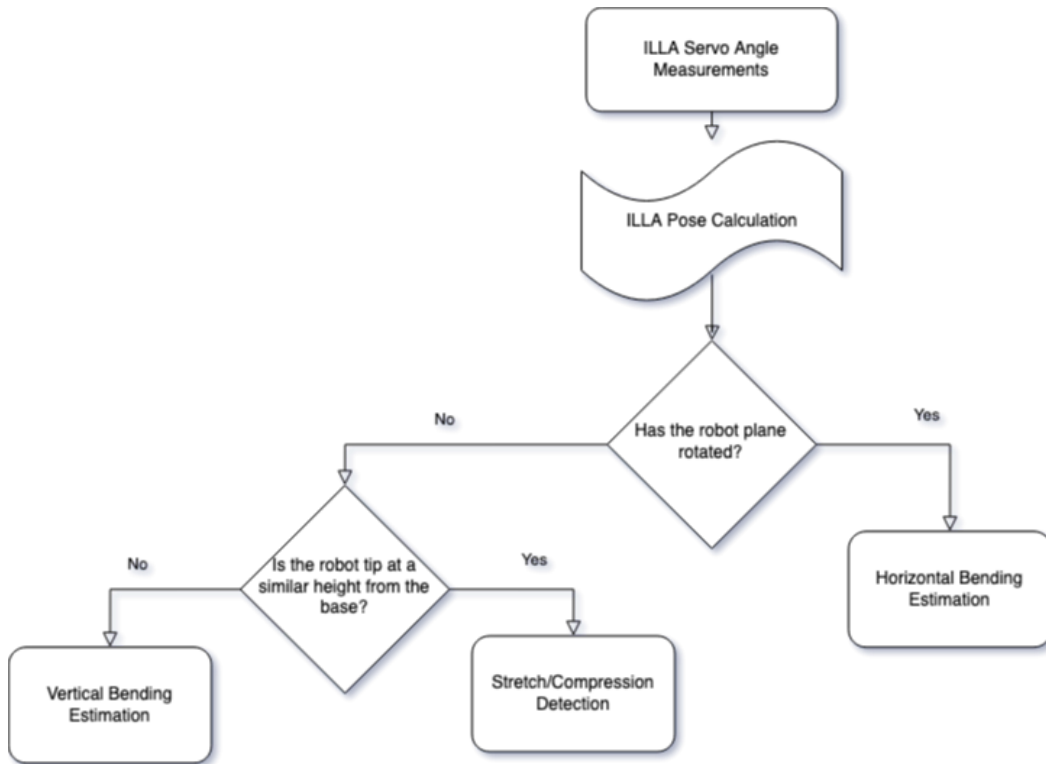 ILLA Servo Angle
Measurements
ILLA Pose Calculation
No
Yes
Has the robot plane
rotated?
No
Is the robot tip at a
similar height from the
base?
Yes
Horizontal Bending
Estimation
Vertical Bending
Estimation
Stretch/Compression
Detection